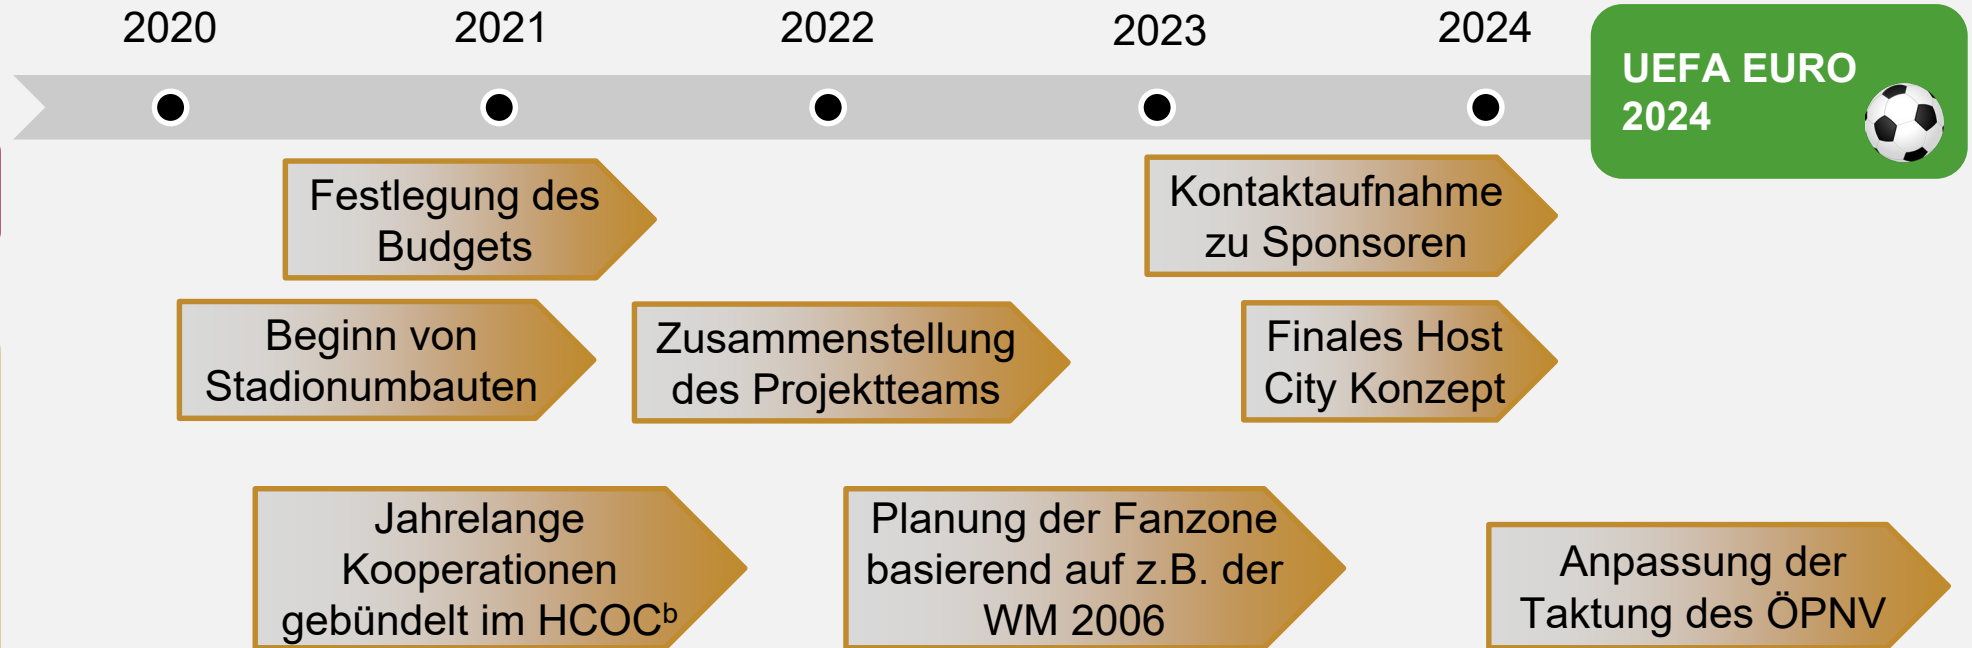 2020
2021
2022
2023
2024
UEFA EURO
2024
Festlegung des
Budgets
Kontaktaufnahme
zu Sponsoren
Beginn von
Stadionumbauten
Zusammenstellung
des Projektteams
Finales Host
City Konzept
Jahrelange
Kooperationen
gebündelt im HCOCᵇ
Planung der Fanzone
basierend auf z.B. der
WM 2006
Anpassung der
Taktung des ÖPNV